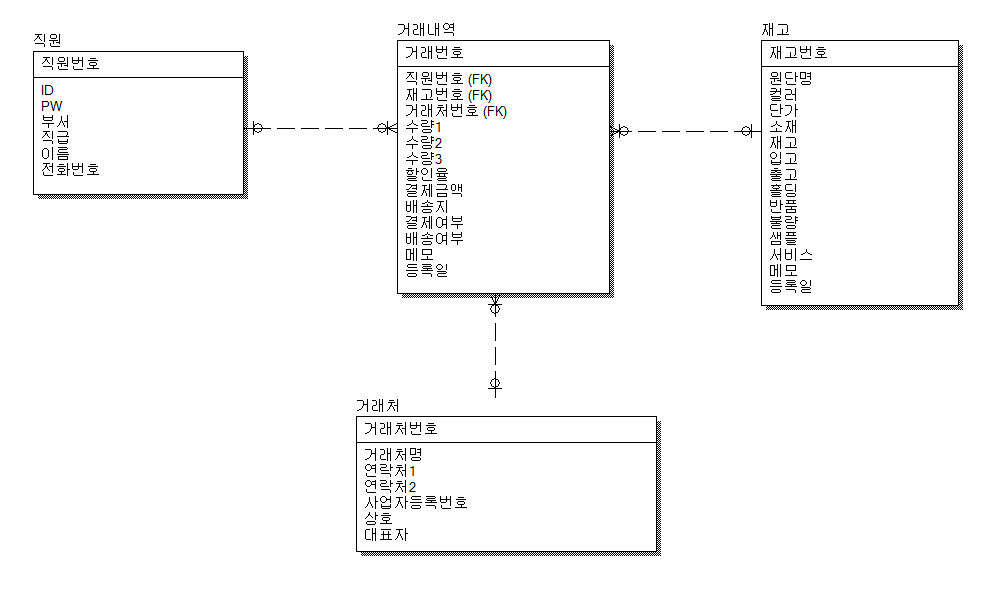 직원
직원번호
ID
PW
부서
직급
이름
전화번호
거래내역
거래번호
직원번호 (FK)
재고번호 (FK)
거래처번호 (FK)
수량1
수량2
수량3
할인율
결제금액
배송지
결제여부
배송여부
메모
등록일
재고
재고번호
원단명
컬러
단가
소재
재고
입고
출고
홀딩
반품
불량
샘플
서비스
메모
등록일
거래처
거래처번호
거래처명
연락처1
연락처2
사업자등록번호
상호
대표자